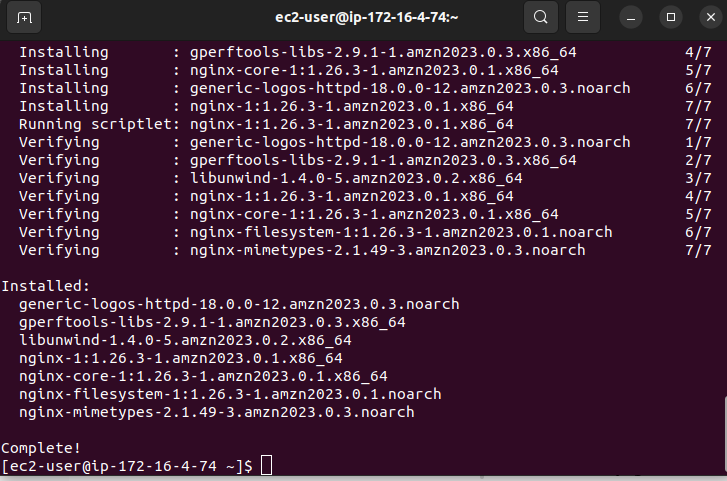 ec2-user@ip-172-16-4-74:~
Installing : gperftools-libs-2.9.1-1.amzn2023.0.3.x86_64 4/7
Installing : nginx-core-1:1.26.3-1.amzn2023.0.1.x86_64 5/7
Installing : generic-logos-httpd-18.0.0-12.amzn2023.0.3.noarch 6/7
Installing : nginx-1:1.26.3-1.amzn2023.0.1.x86_64 7/7
Running scriptlet: nginx-1:1.26.3-1.amzn2023.0.1.x86_64 7/7
Verifying : generic-logos-httpd-18.0.0-12.amzn2023.0.3.noarch 1/7
Verifying : gperftools-libs-2.9.1-1.amzn2023.0.3.x86_64 2/7
Verifying : libunwind-1.4.0-5.amzn2023.0.2.x86_64 3/7
Verifying : nginx-1:1.26.3-1.amzn2023.0.1.x86_64 4/7
Verifying : nginx-core-1:1.26.3-1.amzn2023.0.1.x86_64 5/7
Verifying : nginx-filesystem-1:1.26.3-1.amzn2023.0.1.noarch 6/7
Verifying : nginx-mimetypes-2.1.49-3.amzn2023.0.3.noarch 7/7
Installed:
generic-logos-httpd-18.0.0-12.amzn2023.0.3.noarch
gperftools-libs-2.9.1-1.amzn2023.0.3.x86_64
libunwind-1.4.0-5.amzn2023.0.2.x86_64
nginx-1:1.26.3-1.amzn2023.0.1.x86_64
nginx-core-1:1.26.3-1.amzn2023.0.1.x86_64
nginx-filesystem-1:1.26.3-1.amzn2023.0.1.noarch
nginx-mimetypes-2.1.49-3.amzn2023.0.3.noarch
Complete!
[ec2-user@ip-172-16-4-74 ~]$